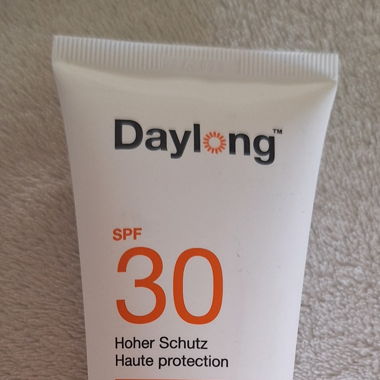 Daylong™
SPF
30
Hoher Schutz
Haute protection